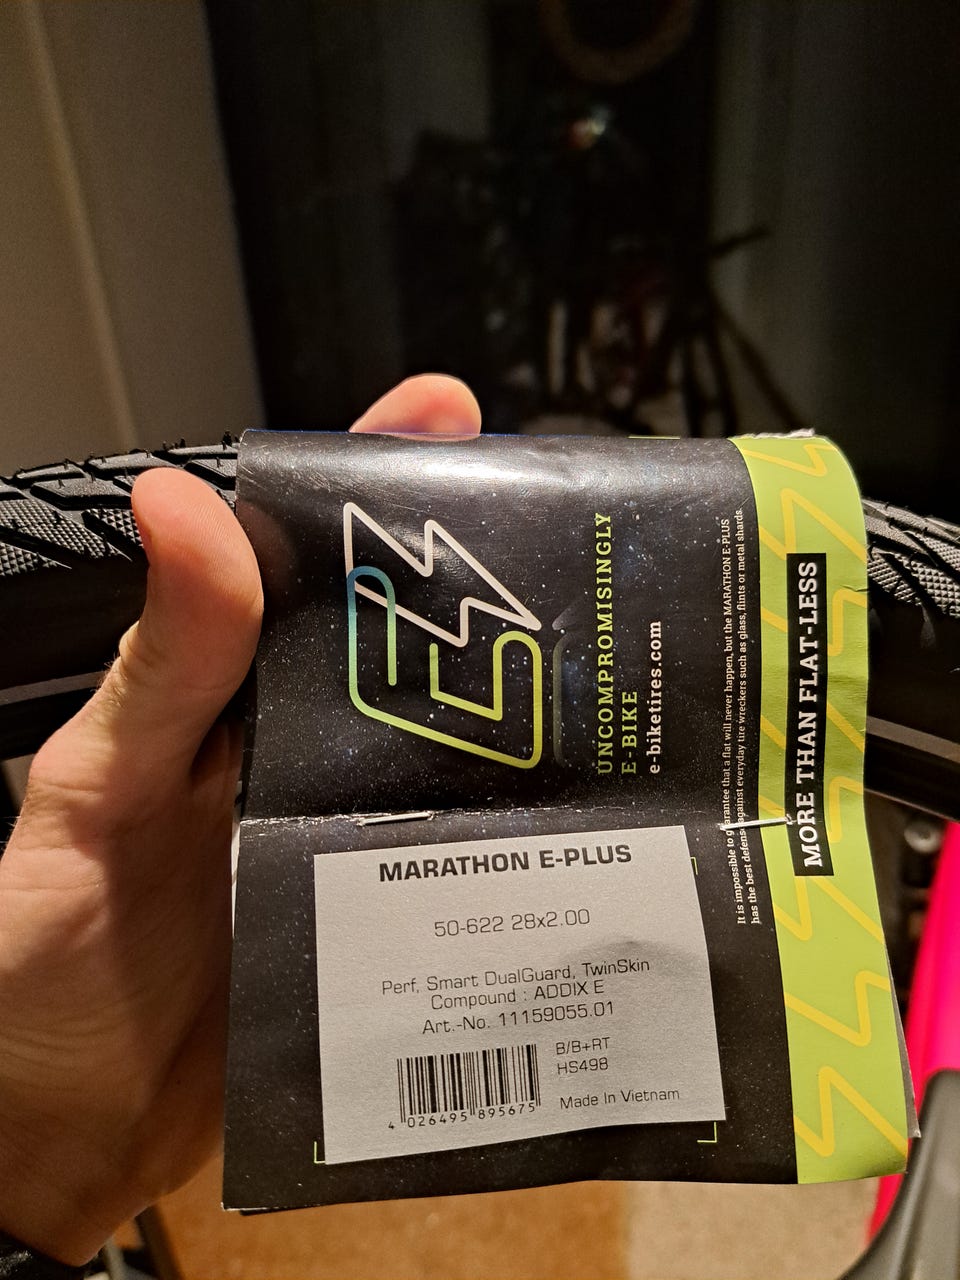 UNCOMPROMISINGLY
E-BIKE
e-biketires.com
It is impossible to guarantee that a flat will never happen, but the MARATHON E-PLUS
has the best defense against everyday tire wreckers such as glass, flints or metal shards.
MORE THAN FLAT-LESS
MARATHON E-PLUS
50-622 28x2.00
Perf, Smart DualGuard, TwinSkin
Compound : ADDIX E
Art.-No. 11159055.01
B/B+RT
HS498
Made In Vietnam
4 026495 895675